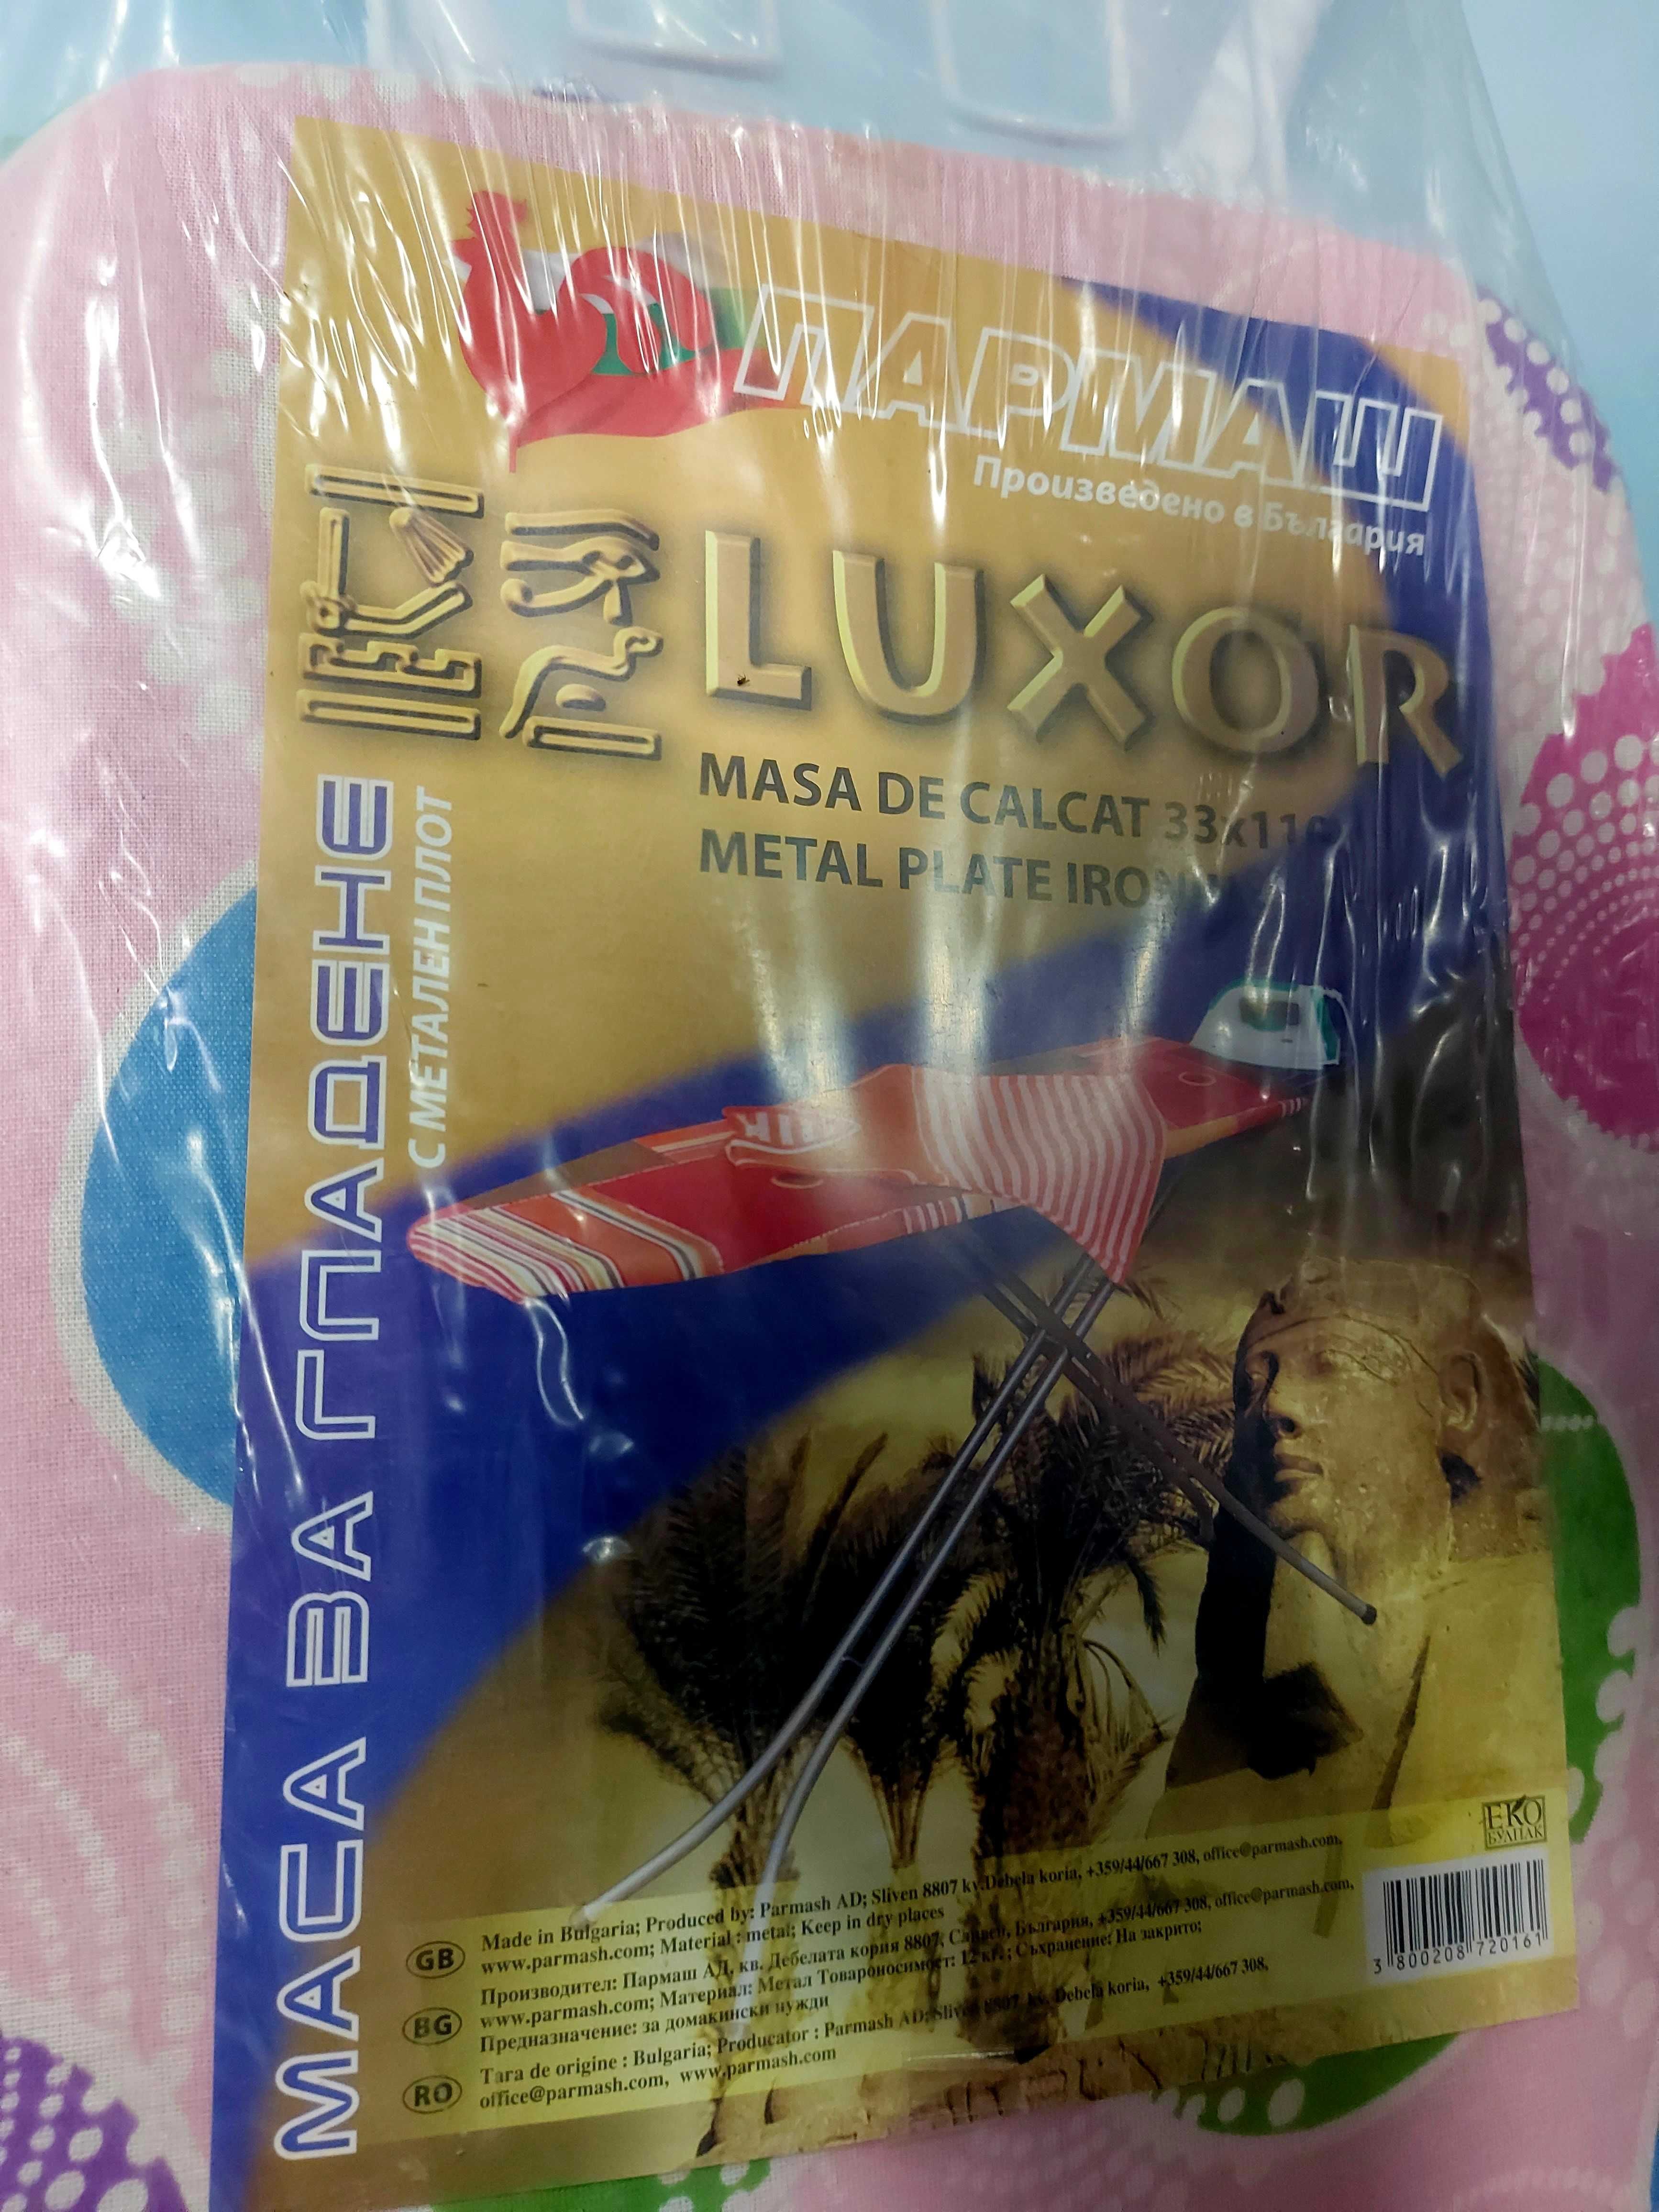 ПАРМАШ
Произведено в България
LUXOR
MASA DE CALCAT 33x110
METAL PLATE IRONING
МАСА ЗА ГЛАДЕНЕ
С МЕТАЛЕН ПЛОТ
ЕКО
БУЛПАК
GB
Made in Bulgaria; Produced by: Parmash AD; Sliven 8807 kv.Debela koria, +359/44/667 308, office@parmash.com,
www.parmash.com; Material : metal; Keep in dry places
BG
Производител: Пармаш АД, кв. Дебелата кория 8807, Сливен, България, +359/44/667 308, office@parmash.com,
www.parmash.com; Материал: Метал Товароносимост: 12 кг.; Съхранение: На закрито;
Предназначение: за домакински нужди
RO
Tara de origine : Bulgaria; Producator : Parmash AD; Sliven 8807 kv. Debela koria, +359/44/667 308,
office@parmash.com, www.parmash.com
3 800208 720161